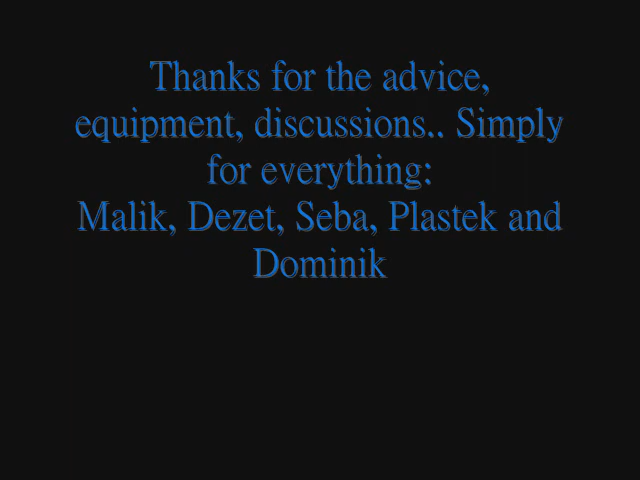 Thanks for the advice,
equipment, discussions.. Simply
for everything:
Malik, Dezet, Seba, Plastek and
Dominik